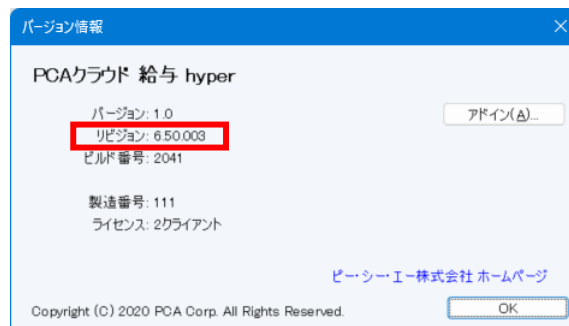 バージョン情報
PCAクラウド 給与 hyper
バージョン: 1.0
アドイン(A)...
リビジョン: 6.50.003
ビルド番号: 2041
製造番号: 111
ライセンス: 2クライアント
ピー・シー・エー株式会社 ホームページ
Copyright (C) 2020 PCA Corp. All Rights Reserved.
OK